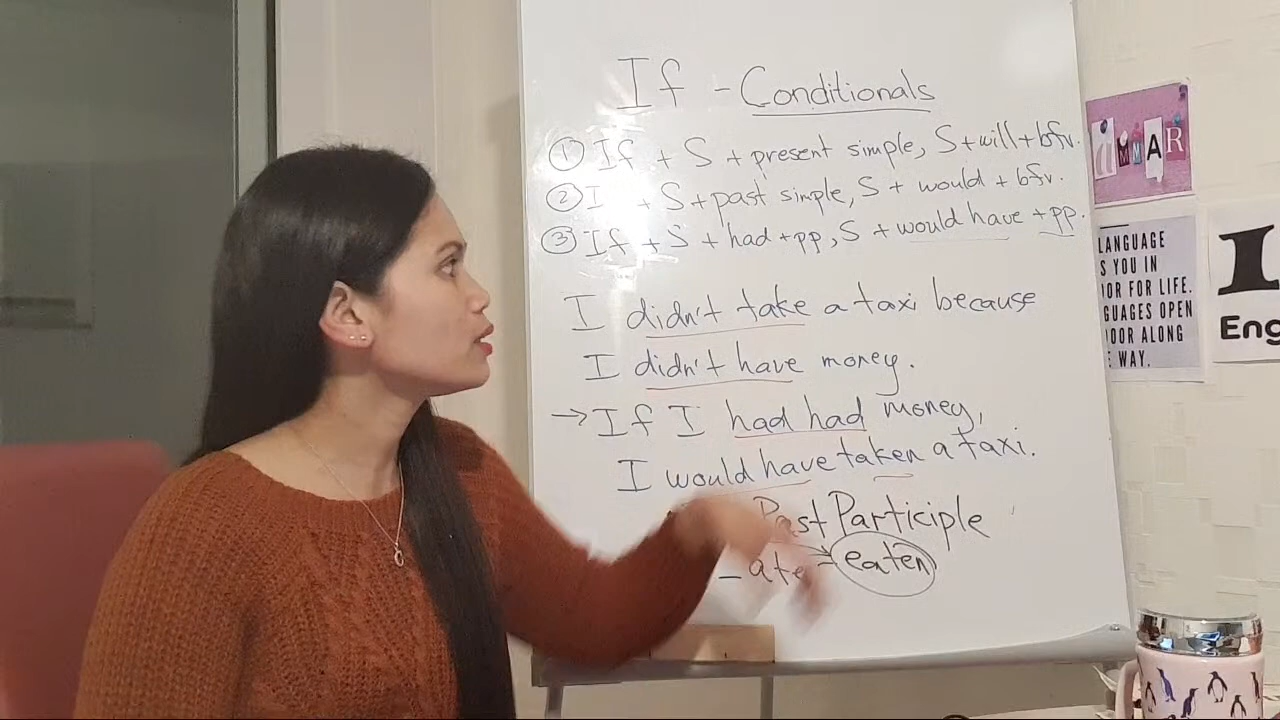 If - Conditionals
① If + S + present simple, S + will + bfv.
② I + S + past simple, S + would + bfv.
③ If + S + had + pp, S + would have + pp.
I didn't take a taxi because
I didn't have money.
→ If I had had money,
I would have taken a taxi.
Past Participle
- ate - eaten
MMAR
LANGUAGE
S YOU IN
OR FOR LIFE.
GUAGES OPEN
OOR ALONG
E WAY.
I
Eng